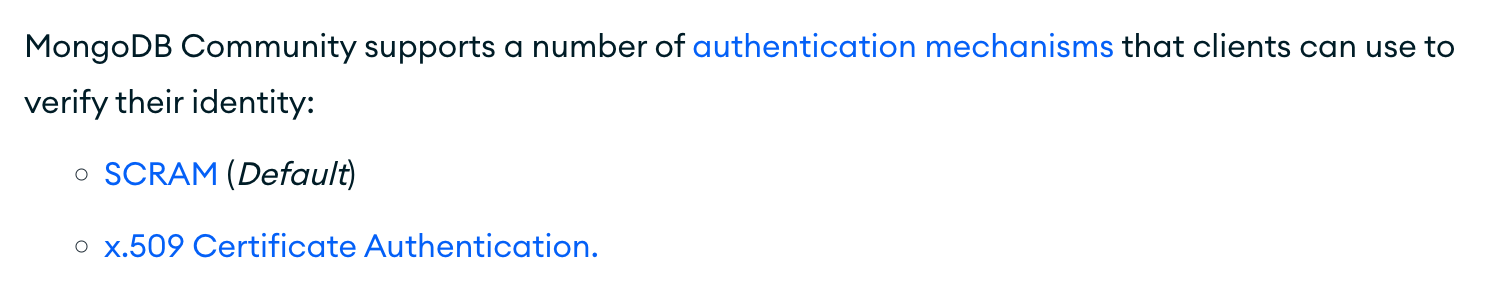 MongoDB Community supports a number of authentication mechanisms that clients can use to
verify their identity:
◦ SCRAM (Default)
◦ x.509 Certificate Authentication.